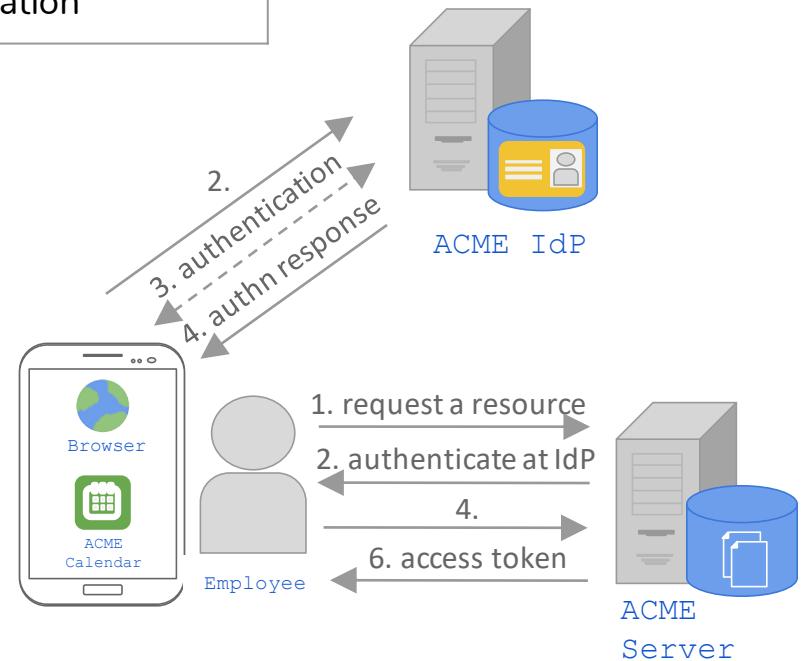 ation
2.
3. authentication
4. authn response
ACME IdP
Browser
ACME
Calendar
Employee
1. request a resource
2. authenticate at IdP
4.
6. access token
ACME
Server